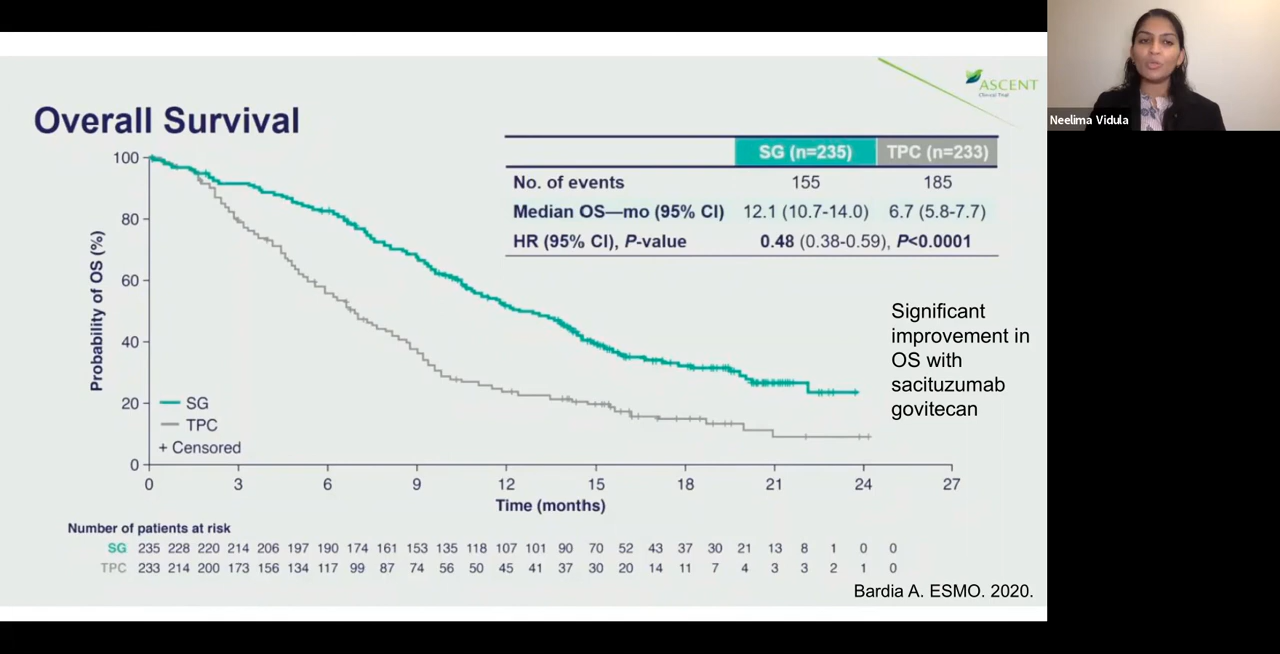 ASCENT
Clinical Trial
Neelima Vidula
Overall Survival
SG (n=235) TPC (n=233)
No. of events 155 185
Median OS—mo (95% CI) 12.1 (10.7-14.0) 6.7 (5.8-7.7)
HR (95% CI), P-value 0.48 (0.38-0.59), P<0.0001
Probability of OS (%)
100
80
60
40
20
0
SG
TPC
+ Censored
0 3 6 9 12 15 18 21 24 27
Time (months)
Significant
improvement in
OS with
sacituzumab
govitecan
Number of patients at risk
SG 235 228 220 214 206 197 190 174 161 153 135 118 107 101 90 70 52 43 37 30 21 13 8 1 0 0
TPC 233 214 200 173 156 134 117 99 87 74 56 50 45 41 37 30 20 14 11 7 4 3 3 2 1 0
Bardia A. ESMO. 2020.